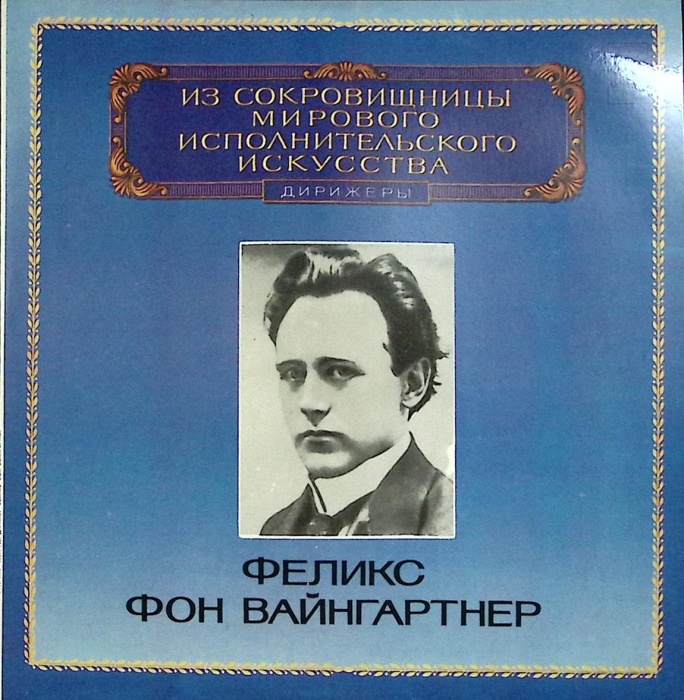 ИЗ СОКРОВИЩНИЦЫ
МИРОВОГО
ИСПОЛНИТЕЛЬСКОГО
ИСКУССТВА
ДИРИЖЕРЫ
ФЕЛИКС
ФОН ВАЙНГАРТНЕР